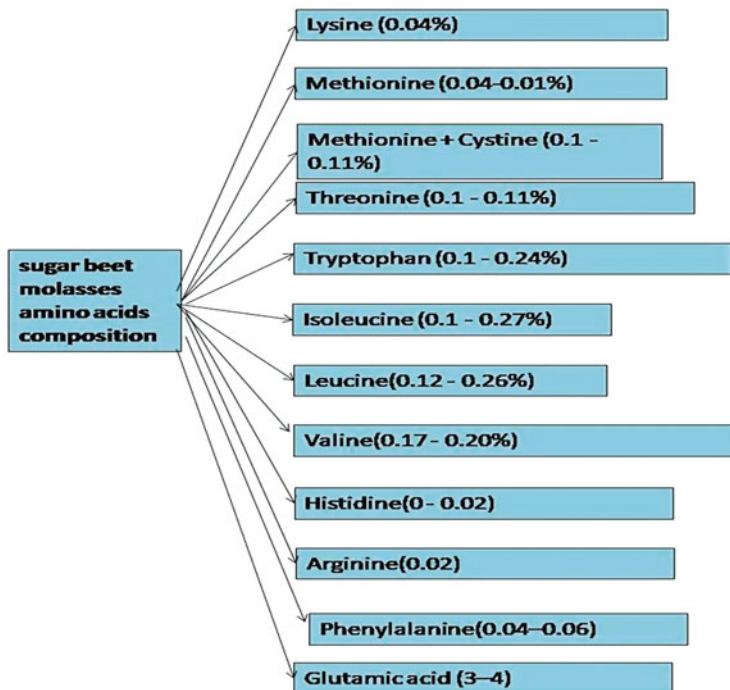 Lysine (0.04%)
Methionine (0.04–0.01%)
Methionine + Cystine (0.1 -
0.11%)
Threonine (0.1 - 0.11%)
sugar beet
molasses
amino acids
composition
Tryptophan (0.1 - 0.24%)
Isoleucine (0.1 - 0.27%)
Leucine(0.12 - 0.26%)
Valine(0.17 - 0.20%)
Histidine(0 - 0.02)
Arginine(0.02)
Phenylalanine(0.04–0.06)
Glutamic acid (3–4)